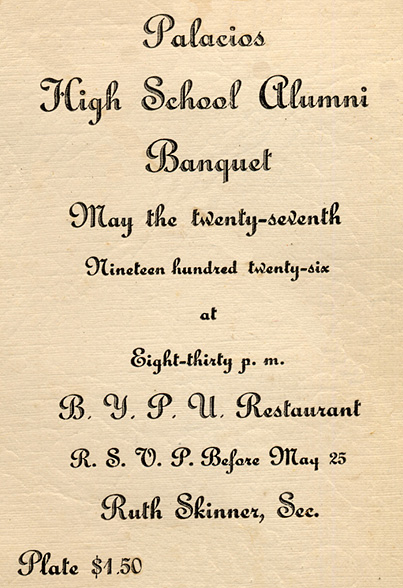 Palacios
High School Alumni
Banquet
May the twenty-seventh
Nineteen hundred twenty-six
at
Eight-thirty p. m.
B. Y. P. U. Restaurant
R. S. V. P. Before May 25
Ruth Skinner, Sec.
Plate $1.50